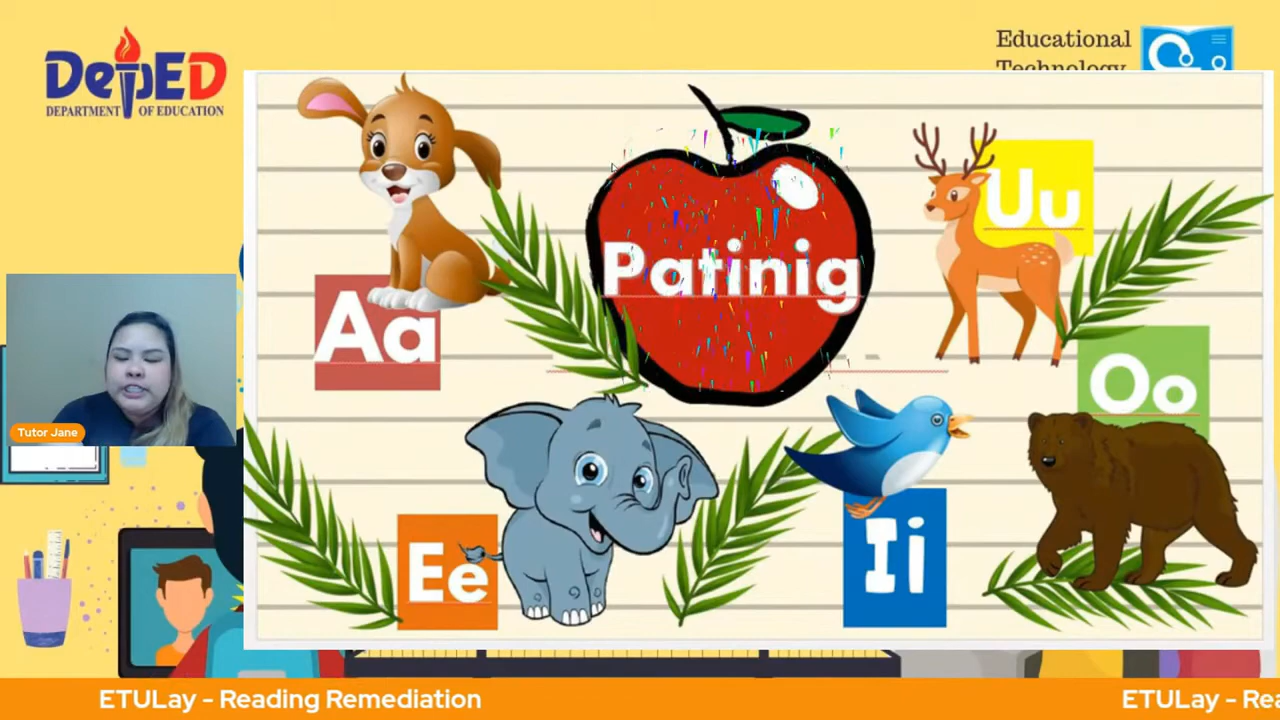 DepED
DEPARTMENT OF EDUCATION
Educational
Technology
Patinig
Uu
Aa
Oo
Tutor Jane
Ee
Ii
ETULay - Reading Remediation
ETULay - Rea